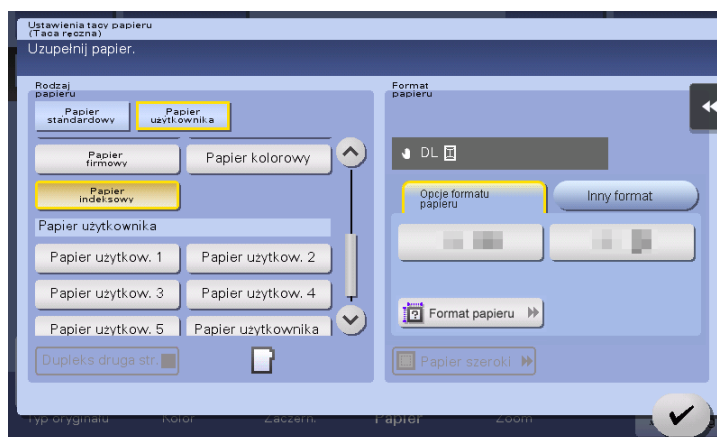 Ustawienia tacy papieru
(Taca ręczna)
Uzupełnij papier.
Rodzaj
papieru
Papier
standardowy
Papier
użytkownika
Papier
firmowy
Papier kolorowy
Papier
indeksowy
Papier użytkownika
Papier użytkow. 1
Papier użytkow. 2
Papier użytkow. 3
Papier użytkow. 4
Papier użytkow. 5
Papier użytkownika
Dupleks druga str.
Format
papieru
DL
Opcje formatu
papieru
Inny format
Format papieru
Papier szeroki
Typ oryginału
Kolor
Zaczern.
Papier
Zoom